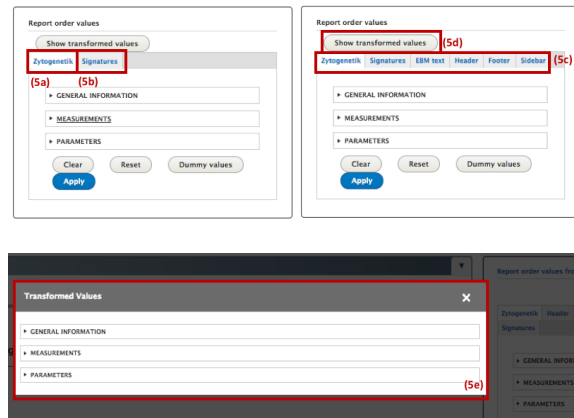 Report order values
Show transformed values
Zytogenetik Signatures
(5a) (5b)
▸ GENERAL INFORMATION
▸ MEASUREMENTS
▸ PARAMETERS
Clear Reset Dummy values
Apply
Report order values
Show transformed values (5d)
Zytogenetik Signatures EBM text Header Footer Sidebar (5c)
▸ GENERAL INFORMATION
▸ MEASUREMENTS
▸ PARAMETERS
Clear Reset Dummy values
Apply
Transformed Values ×
▸ GENERAL INFORMATION
▸ MEASUREMENTS
▸ PARAMETERS
(5e)
Report order values fro
Zytogenetik Header
Signatures
▸ GENERAL INFOR
▸ MEASUREMENTS
▸ PARAMETERS